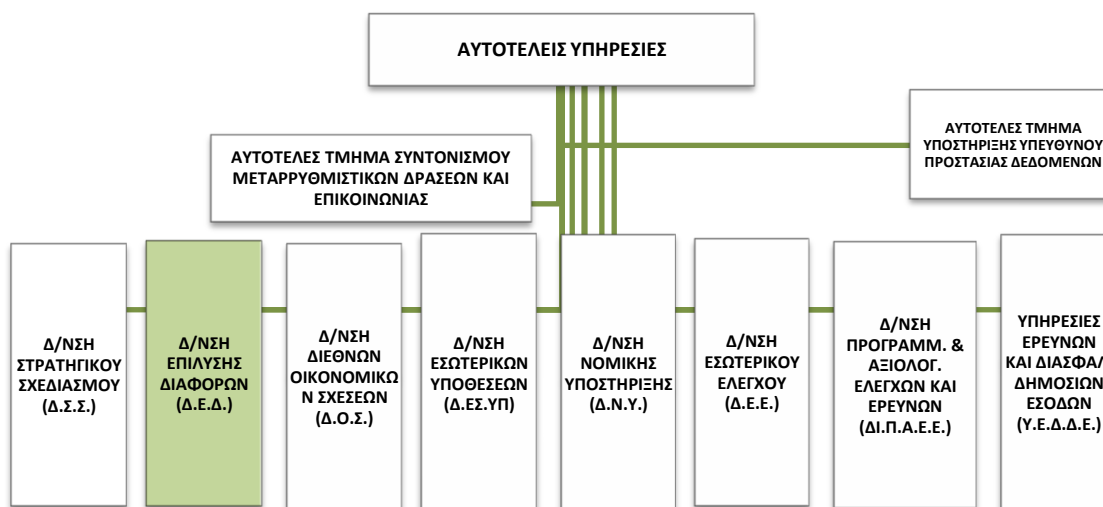 ΑΥΤΟΤΕΛΕΙΣ ΥΠΗΡΕΣΙΕΣ
ΑΥΤΟΤΕΛΕΣ ΤΜΗΜΑ
ΥΠΟΣΤΗΡΙΞΗΣ ΥΠΕΥΘΥΝΟΥ
ΠΡΟΣΤΑΣΙΑΣ ΔΕΔΟΜΕΝΩΝ
ΑΥΤΟΤΕΛΕΣ ΤΜΗΜΑ ΣΥΝΤΟΝΙΣΜΟΥ
ΜΕΤΑΡΡΥΘΜΙΣΤΙΚΩΝ ΔΡΑΣΕΩΝ ΚΑΙ
ΕΠΙΚΟΙΝΩΝΙΑΣ
Δ/ΝΣΗ
ΣΤΡΑΤΗΓΙΚΟΥ
ΣΧΕΔΙΑΣΜΟΥ
(Δ.Σ.Σ.)
Δ/ΝΣΗ
ΕΠΙΛΥΣΗΣ
ΔΙΑΦΟΡΩΝ
(Δ.Ε.Δ.)
Δ/ΝΣΗ
ΔΙΕΘΝΩΝ
ΟΙΚΟΝΟΜΙΚΩ
Ν ΣΧΕΣΕΩΝ
(Δ.Ο.Σ.)
Δ/ΝΣΗ
ΕΣΩΤΕΡΙΚΩΝ
ΥΠΟΘΕΣΕΩΝ
(Δ.ΕΣ.ΥΠ)
Δ/ΝΣΗ
ΝΟΜΙΚΗΣ
ΥΠΟΣΤΗΡΙΞΗΣ
(Δ.Ν.Υ.)
Δ/ΝΣΗ
ΕΣΩΤΕΡΙΚΟΥ
ΕΛΕΓΧΟΥ
(Δ.Ε.Ε.)
Δ/ΝΣΗ
ΠΡΟΓΡΑΜΜ. &
ΑΞΙΟΛΟΓ.
ΕΛΕΓΧΩΝ ΚΑΙ
ΕΡΕΥΝΩΝ
(ΔΙ.Π.Α.Ε.Ε.)
ΥΠΗΡΕΣΙΕΣ
ΕΡΕΥΝΩΝ
ΚΑΙ ΔΙΑΣΦΑΛ
ΔΗΜΟΣΙΩΝ
ΕΣΟΔΩΝ
(Υ.Ε.Δ.Δ.Ε.)